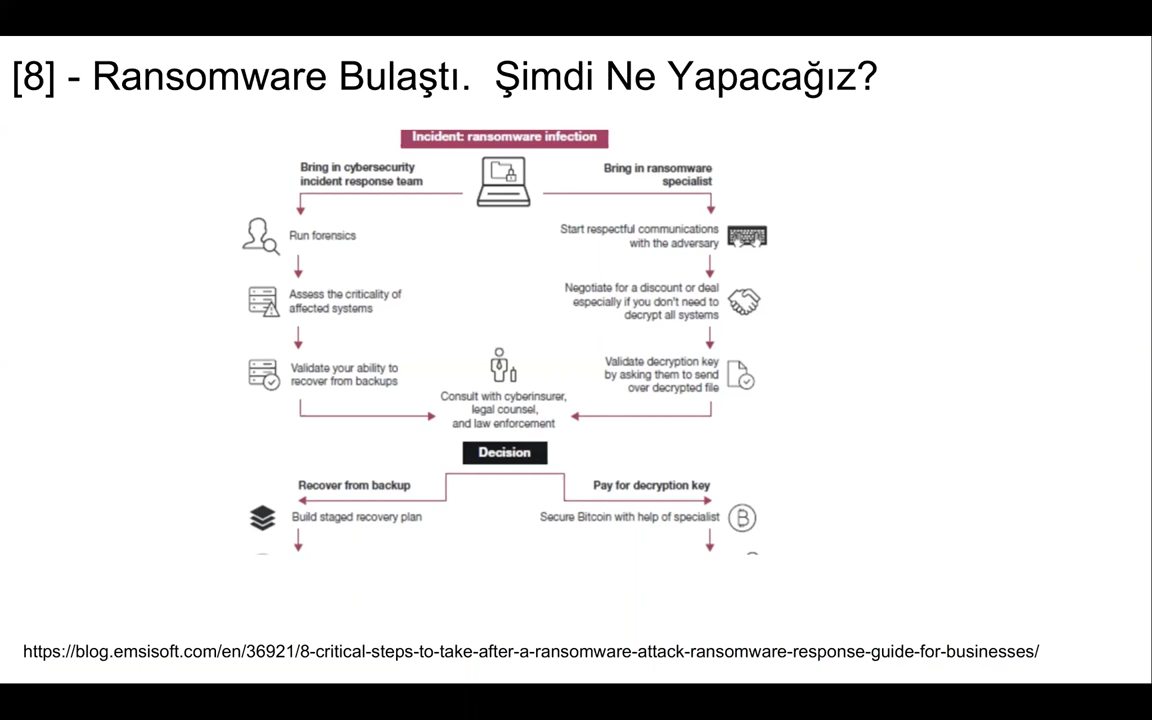 [8] - Ransomware Bulaştı.  Şimdi Ne Yapacağız?
Incident: ransomware infection
Bring in cybersecurity
incident response team
Bring in ransomware
specialist
Run forensics
Start respectful communications
with the adversary
Assess the criticality of
affected systems
Negotiate for a discount or deal
especially if you don't need to
decrypt all systems
Validate your ability to
recover from backups
Validate decryption key
by asking them to send
over decrypted file
Consult with cyberinsurer,
legal counsel,
and law enforcement
Decision
Recover from backup
Pay for decryption key
Build staged recovery plan
Secure Bitcoin with help of specialist
https://blog.emsisoft.com/en/36921/8-critical-steps-to-take-after-a-ransomware-attack-ransomware-response-guide-for-businesses/